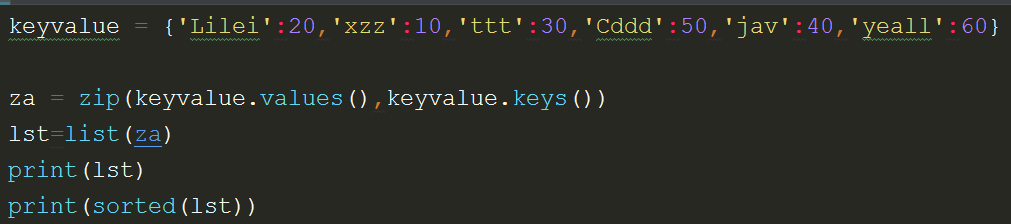 keyvalue = {'Lilei':20,'xzz':10,'ttt':30,'Cddd':50,'jav':40,'yeall':60}
za = zip(keyvalue.values(),keyvalue.keys())
lst=list(za)
print(lst)
print(sorted(lst))